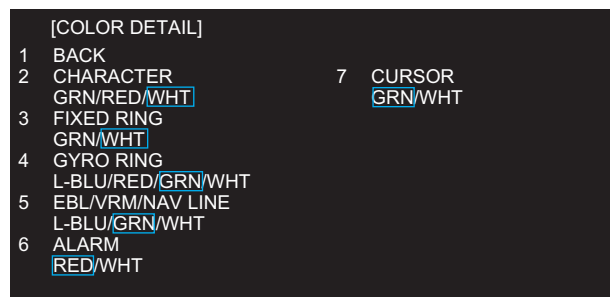 [COLOR DETAIL]
1 BACK
2 CHARACTER
GRN/RED/WHT
3 FIXED RING
GRN/WHT
4 GYRO RING
L-BLU/RED/GRN/WHT
5 EBL/VRM/NAV LINE
L-BLU/GRN/WHT
6 ALARM
RED/WHT
7 CURSOR
GRN/WHT